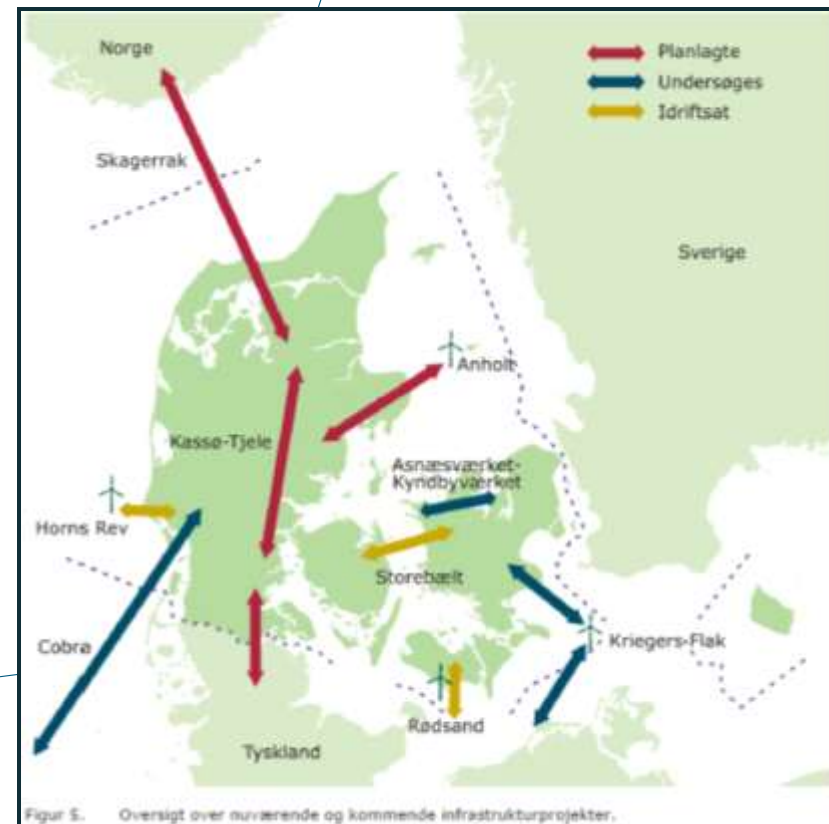 Norge
Planlagte
Undersøges
Idriftsat
Skagerrak
Sverige
Anholt
Kassø-Tjele
Asnæsværket-
Kyndbyværket
Horns Rev
Storebælt
Cobra
Kriegers-Flak
Rødsand
Tyskland
Figur 5. Oversigt over nuværende og kommende infrastrukturprojekter.